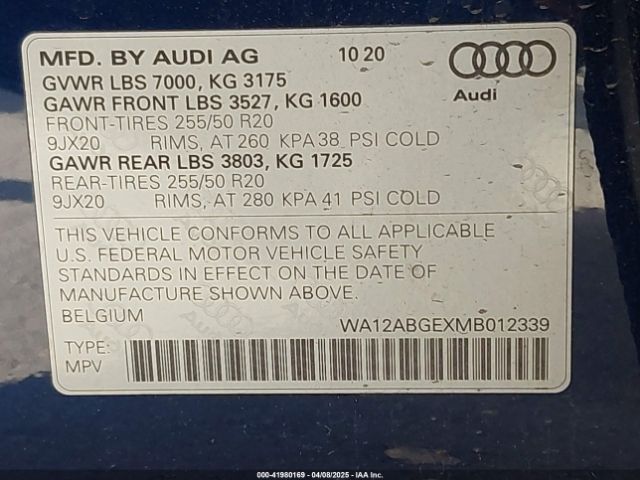 MFD. BY AUDI AG 10 20
GVWR LBS 7000, KG 3175
GAWR FRONT LBS 3527, KG 1600
Audi
FRONT-TIRES 255/50 R20
9JX20 RIMS, AT 260 KPA 38 PSI COLD
GAWR REAR LBS 3803, KG 1725
REAR-TIRES 255/50 R20
9JX20 RIMS, AT 280 KPA 41 PSI COLD
THIS VEHICLE CONFORMS TO ALL APPLICABLE
U.S. FEDERAL MOTOR VEHICLE SAFETY
STANDARDS IN EFFECT ON THE DATE OF
MANUFACTURE SHOWN ABOVE.
BELGIUM WA12ABGEXMB012339
TYPE:
MPV
000-41980169 - 04/08/2025 - IAA Inc.